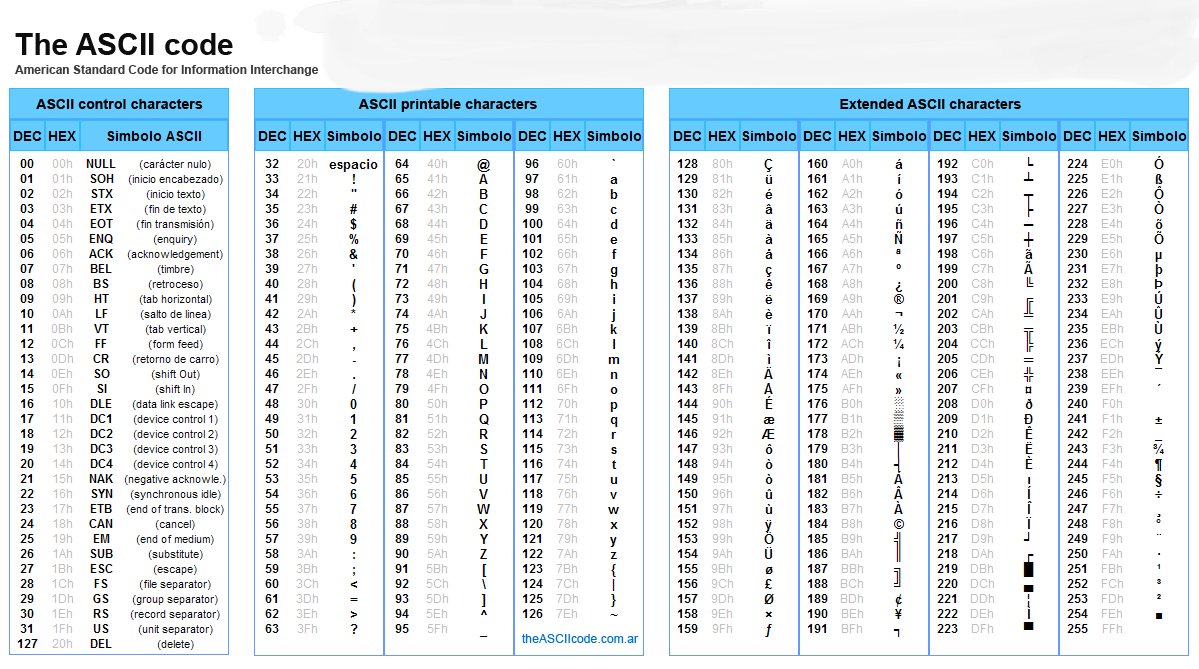 The ASCII code
American Standard Code for Information Interchange
ASCII control characters
DEC HEX Simbolo ASCII
00 00h NULL (carácter nulo)
01 01h SOH (inicio encabezado)
02 02h STX (inicio texto)
03 03h ETX (fin de texto)
04 04h EOT (fin transmisión)
05 05h ENQ (enquiry)
06 06h ACK (acknowledgement)
07 07h BEL (timbre)
08 08h BS (retroceso)
09 09h HT (tab horizontal)
10 0Ah LF (salto de linea)
11 0Bh VT (tab vertical)
12 0Ch FF (form feed)
13 0Dh CR (retorno de carro)
14 0Eh SO (shift Out)
15 0Fh SI (shift In)
16 10h DLE (data link escape)
17 11h DC1 (device control 1)
18 12h DC2 (device control 2)
19 13h DC3 (device control 3)
20 14h DC4 (device control 4)
21 15h NAK (negative acknowle.)
22 16h SYN (synchronous idle)
23 17h ETB (end of trans. block)
24 18h CAN (cancel)
25 19h EM (end of medium)
26 1Ah SUB (substitute)
27 1Bh ESC (escape)
28 1Ch FS (file separator)
29 1Dh GS (group separator)
30 1Eh RS (record separator)
31 1Fh US (unit separator)
127 20h DEL (delete)
ASCII printable characters
DEC HEX Simbolo DEC HEX Simbolo DEC HEX Simbolo
32 20h espacio 64 40h @ 96 60h `
33 21h ! 65 41h A 97 61h a
34 22h " 66 42h B 98 62h b
35 23h # 67 43h C 99 63h c
36 24h $ 68 44h D 100 64h d
37 25h % 69 45h E 101 65h e
38 26h & 70 46h F 102 66h f
39 27h ' 71 47h G 103 67h g
40 28h ( 72 48h H 104 68h h
41 29h ) 73 49h I 105 69h i
42 2Ah * 74 4Ah J 106 6Ah j
43 2Bh + 75 4Bh K 107 6Bh k
44 2Ch , 76 4Ch L 108 6Ch l
45 2Dh - 77 4Dh M 109 6Dh m
46 2Eh . 78 4Eh N 110 6Eh n
47 2Fh / 79 4Fh O 111 6Fh o
48 30h 0 80 50h P 112 70h p
49 31h 1 81 51h Q 113 71h q
50 32h 2 82 52h R 114 72h r
51 33h 3 83 53h S 115 73h s
52 34h 4 84 54h T 116 74h t
53 35h 5 85 55h U 117 75h u
54 36h 6 86 56h V 118 76h v
55 37h 7 87 57h W 119 77h w
56 38h 8 88 58h X 120 78h x
57 39h 9 89 59h Y 121 79h y
58 3Ah : 90 5Ah Z 122 7Ah z
59 3Bh ; 91 5Bh [ 123 7Bh {
60 3Ch < 92 5Ch \ 124 7Ch |
61 3Dh = 93 5Dh ] 125 7Dh }
62 3Eh > 94 5Eh ^ 126 7Eh ~
63 3Fh ? 95 5Fh _
theASCIIcode.com.ar
Extended ASCII characters
DEC HEX Simbolo DEC HEX Simbolo DEC HEX Simbolo DEC HEX Simbolo
128 80h Ç 160 A0h á 192 C0h └ 224 E0h Ó
129 81h ü 161 A1h í 193 C1h ┴ 225 E1h ß
130 82h é 162 A2h ó 194 C2h ┬ 226 E2h Ô
131 83h â 163 A3h ú 195 C3h ├ 227 E3h Ò
132 84h ä 164 A4h ñ 196 C4h ─ 228 E4h õ
133 85h à 165 A5h Ñ 197 C5h ┼ 229 E5h Õ
134 86h å 166 A6h ª 198 C6h ã 230 E6h µ
135 87h ç 167 A7h º 199 C7h Ã 231 E7h þ
136 88h ê 168 A8h ¿ 200 C8h ╚ 232 E8h Þ
137 89h ë 169 A9h ® 201 C9h ╔ 233 E9h Ú
138 8Ah è 170 AAh ¬ 202 CAh ╩ 234 EAh Û
139 8Bh ï 171 ABh ½ 203 CBh ╦ 235 EBh Ù
140 8Ch î 172 ACh ¼ 204 CCh ╠ 236 ECh ý
141 8Dh ì 173 ADh ¡ 205 CDh ═ 237 EDh Ý
142 8Eh Ä 174 AEh « 206 CEh ╬ 238 EEh ¯
143 8Fh Å 175 AFh » 207 CFh ¤ 239 EFh ´
144 90h É 176 B0h ░ 208 D0h ð 240 F0h
145 91h æ 177 B1h ▒ 209 D1h Ð 241 F1h ±
146 92h Æ 178 B2h ▓ 210 D2h Ê 242 F2h ‗
147 93h ô 179 B3h │ 211 D3h Ë 243 F3h ¾
148 94h ò 180 B4h ┤ 212 D4h È 244 F4h ¶
149 95h ò 181 B5h Á 213 D5h ı 245 F5h §
150 96h û 182 B6h Â 214 D6h Í 246 F6h ÷
151 97h ù 183 B7h À 215 D7h Î 247 F7h ¸
152 98h ÿ 184 B8h © 216 D8h Ï 248 F8h °
153 99h Ö 185 B9h ╣ 217 D9h ┘ 249 F9h ¨
154 9Ah Ü 186 BAh ║ 218 DAh ┌ 250 FAh ·
155 9Bh ø 187 BBh ╗ 219 DBh █ 251 FBh ¹
156 9Ch £ 188 BCh ╝ 220 DCh ▄ 252 FCh ³
157 9Dh Ø 189 BDh ¢ 221 DDh ¦ 253 FDh ²
158 9Eh × 190 BEh ¥ 222 DEh Ì 254 FEh ■
159 9Fh ƒ 191 BFh ┐ 223 DFh ▀ 255 FFh